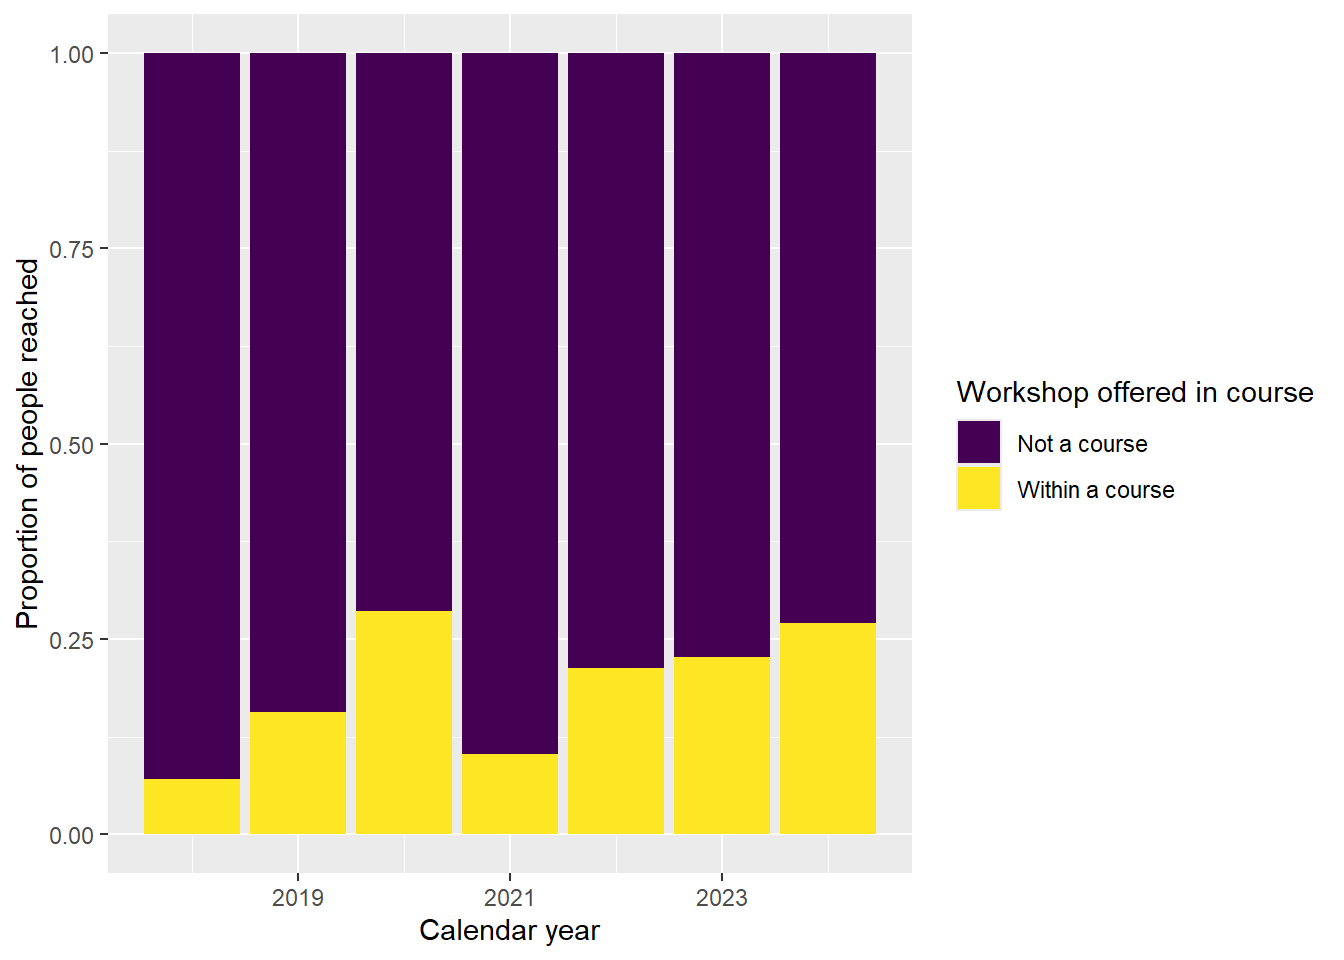 Proportion of people reached
1.00
0.75
0.50
0.25
0.00
2019 2021 2023
Calendar year
Workshop offered in course
Not a course
Within a course